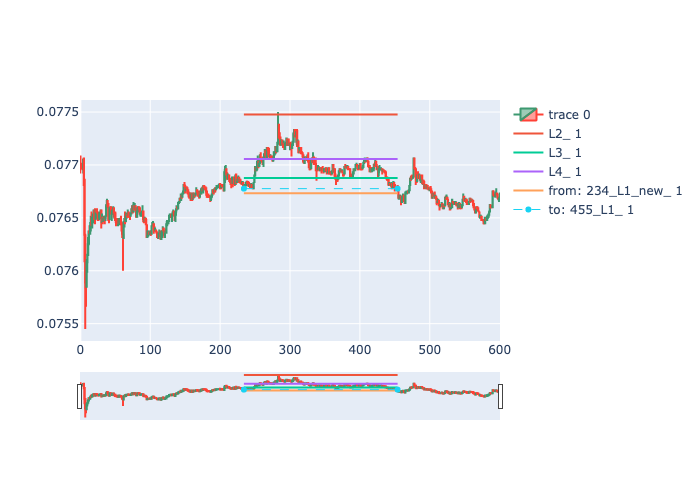 0.0775
0.077
0.0765
0.076
0.0755
0 100 200 300 400 500 600
trace 0
L2_ 1
L3_ 1
L4_ 1
from: 234_L1_new_ 1
to: 455_L1_ 1